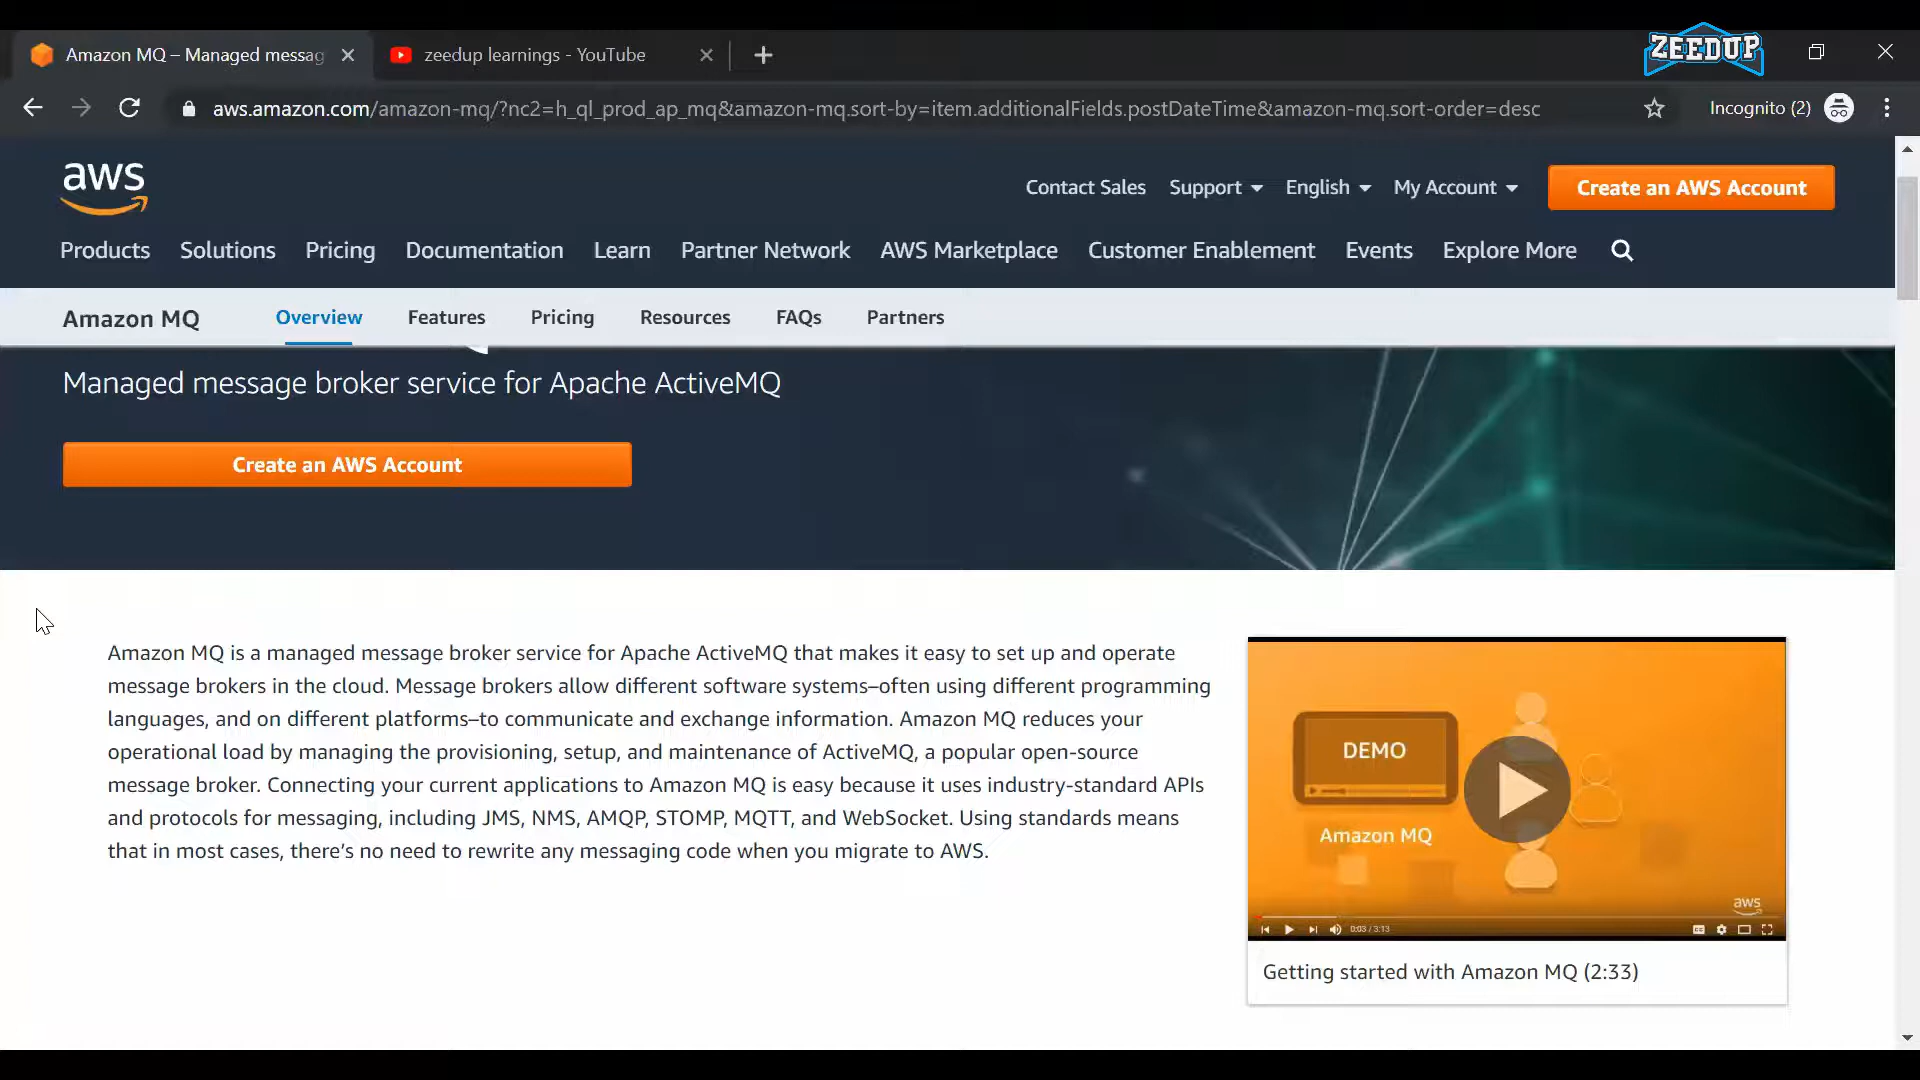 Amazon MQ – Managed messag
zeedup learnings - YouTube
ZEEDUP
aws.amazon.com/amazon-mq/?nc2=h_ql_prod_ap_mq&amazon-mq.sort-by=item.additionalFields.postDateTime&amazon-mq.sort-order=desc
Incognito (2)
aws
Contact Sales Support English My Account Create an AWS Account
Products Solutions Pricing Documentation Learn Partner Network AWS Marketplace Customer Enablement Events Explore More
Amazon MQ Overview Features Pricing Resources FAQs Partners
Managed message broker service for Apache ActiveMQ
Create an AWS Account
Amazon MQ is a managed message broker service for Apache ActiveMQ that makes it easy to set up and operate
message brokers in the cloud. Message brokers allow different software systems–often using different programming
languages, and on different platforms–to communicate and exchange information. Amazon MQ reduces your
operational load by managing the provisioning, setup, and maintenance of ActiveMQ, a popular open-source
message broker. Connecting your current applications to Amazon MQ is easy because it uses industry-standard APIs
and protocols for messaging, including JMS, NMS, AMQP, STOMP, MQTT, and WebSocket. Using standards means
that in most cases, there’s no need to rewrite any messaging code when you migrate to AWS.
DEMO
Amazon MQ
aws
0:03 / 3:13
Getting started with Amazon MQ (2:33)